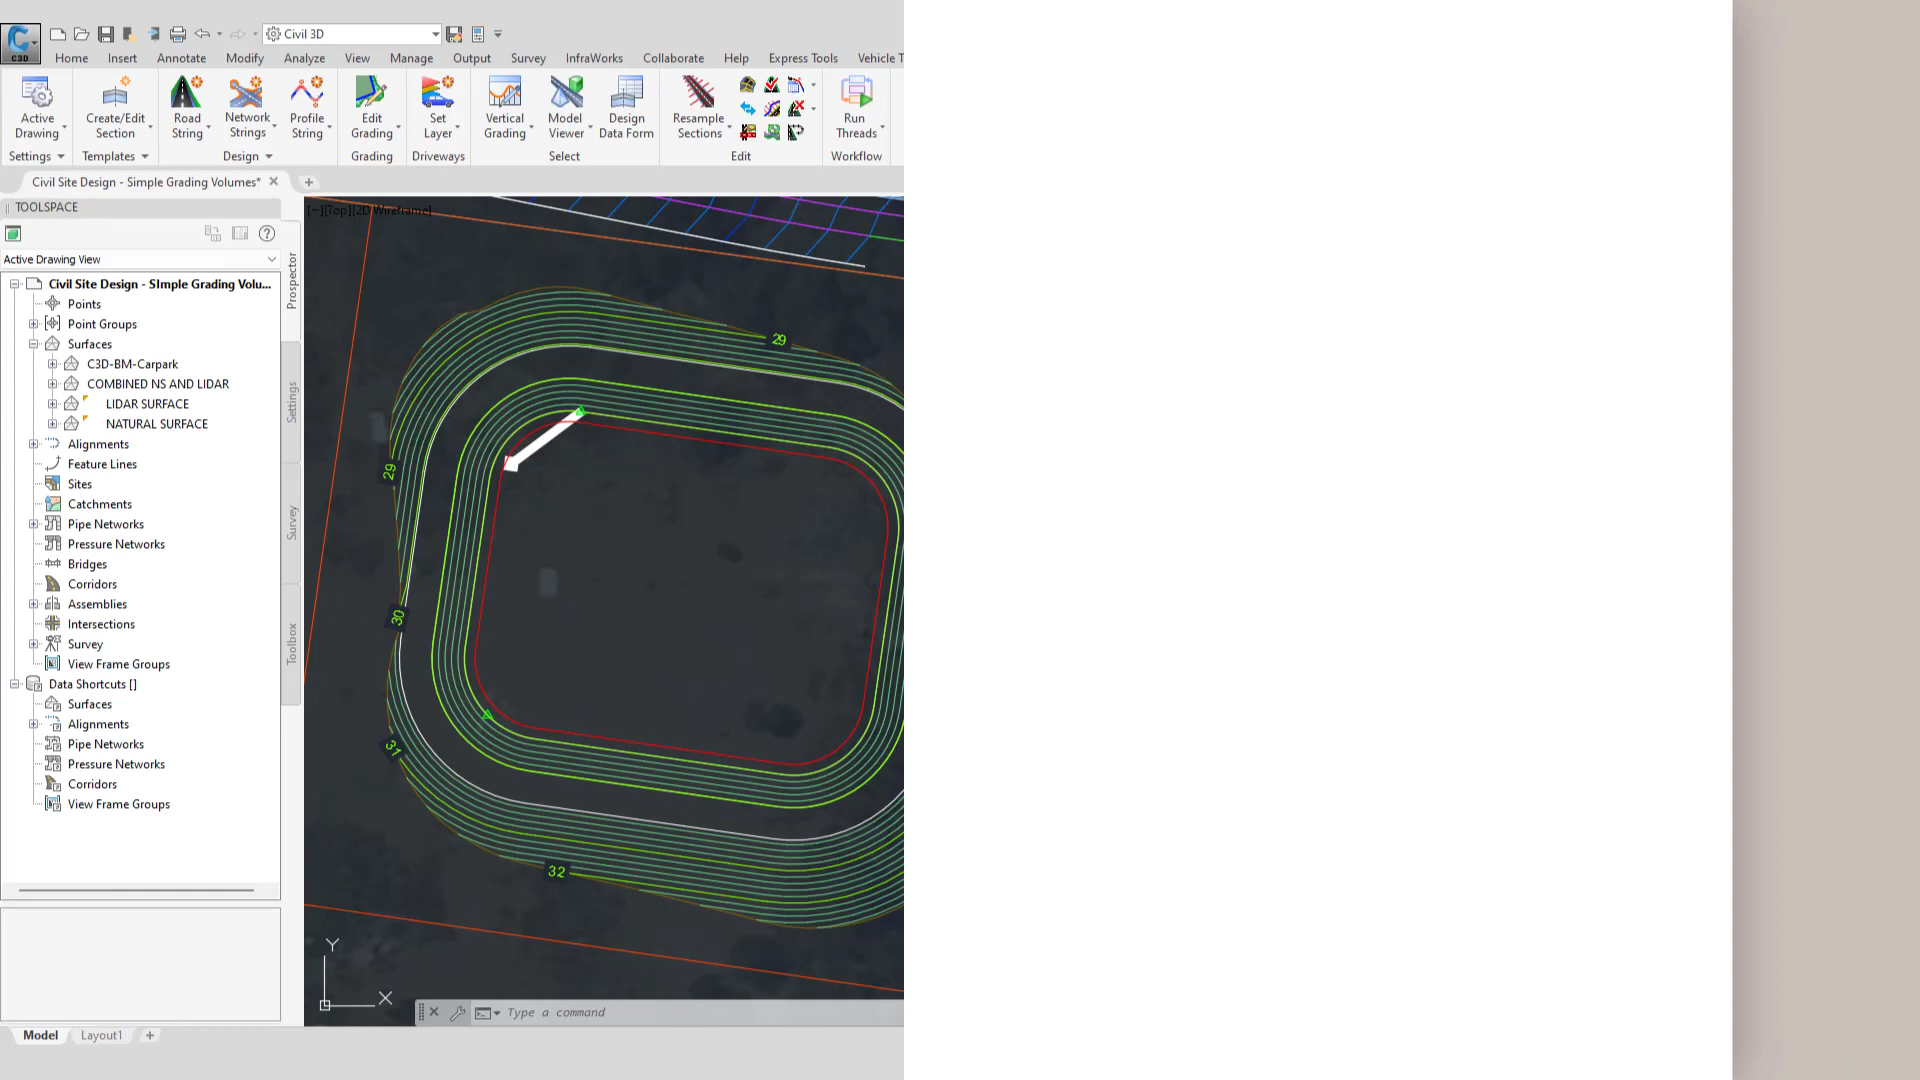 C3D
Civil 3D
Home Insert Annotate Modify Analyze View Manage Output Survey InfraWorks Collaborate Help Express Tools Vehicle T
Active Drawing
Create/Edit Section
Road String
Network Strings
Profile String
Edit Grading
Set Layer
Vertical Grading
Model Viewer
Design Data Form
Resample Sections
Run Threads
Settings Templates Design Grading Driveways Select Edit Workflow
Civil Site Design - Simple Grading Volumes*
TOOLSPACE
[−][Top][2D Wireframe]
Active Drawing View
Civil Site Design - SImple Grading Volu...
Points
Point Groups
Surfaces
C3D-BM-Carpark
COMBINED NS AND LIDAR
LIDAR SURFACE
NATURAL SURFACE
Alignments
Feature Lines
Sites
Catchments
Pipe Networks
Pressure Networks
Bridges
Corridors
Assemblies
Intersections
Survey
View Frame Groups
Data Shortcuts []
Surfaces
Alignments
Pipe Networks
Pressure Networks
Corridors
View Frame Groups
Prospector
Settings
Survey
Toolbox
29
29
30
31
32
Y
X
Type a command
Model Layout1